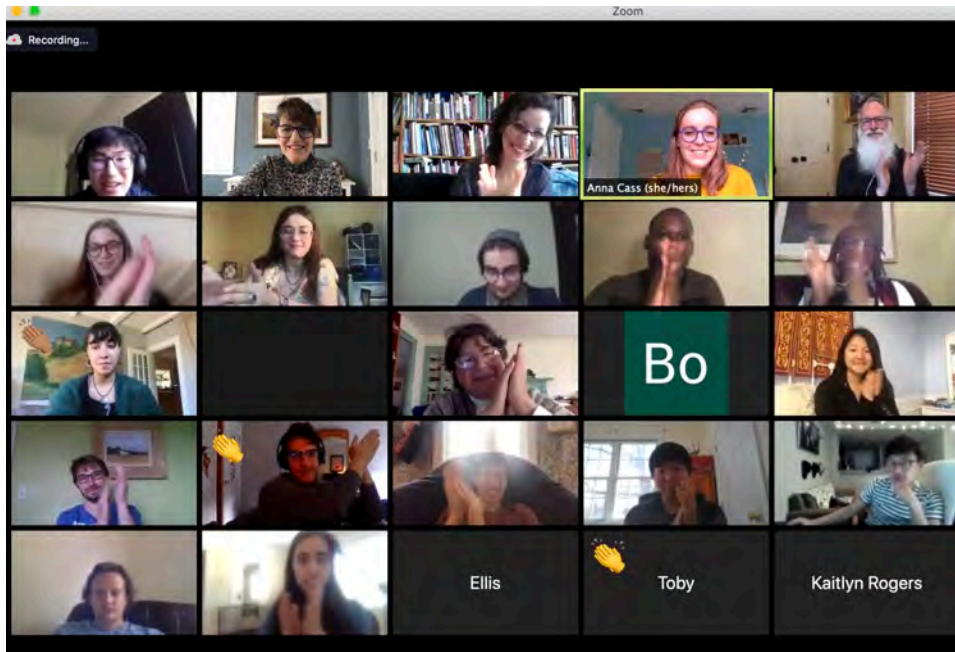 Zoom
Recording...
Anna Cass (she/hers)
Bo
Ellis
Toby
Kaitlyn Rogers